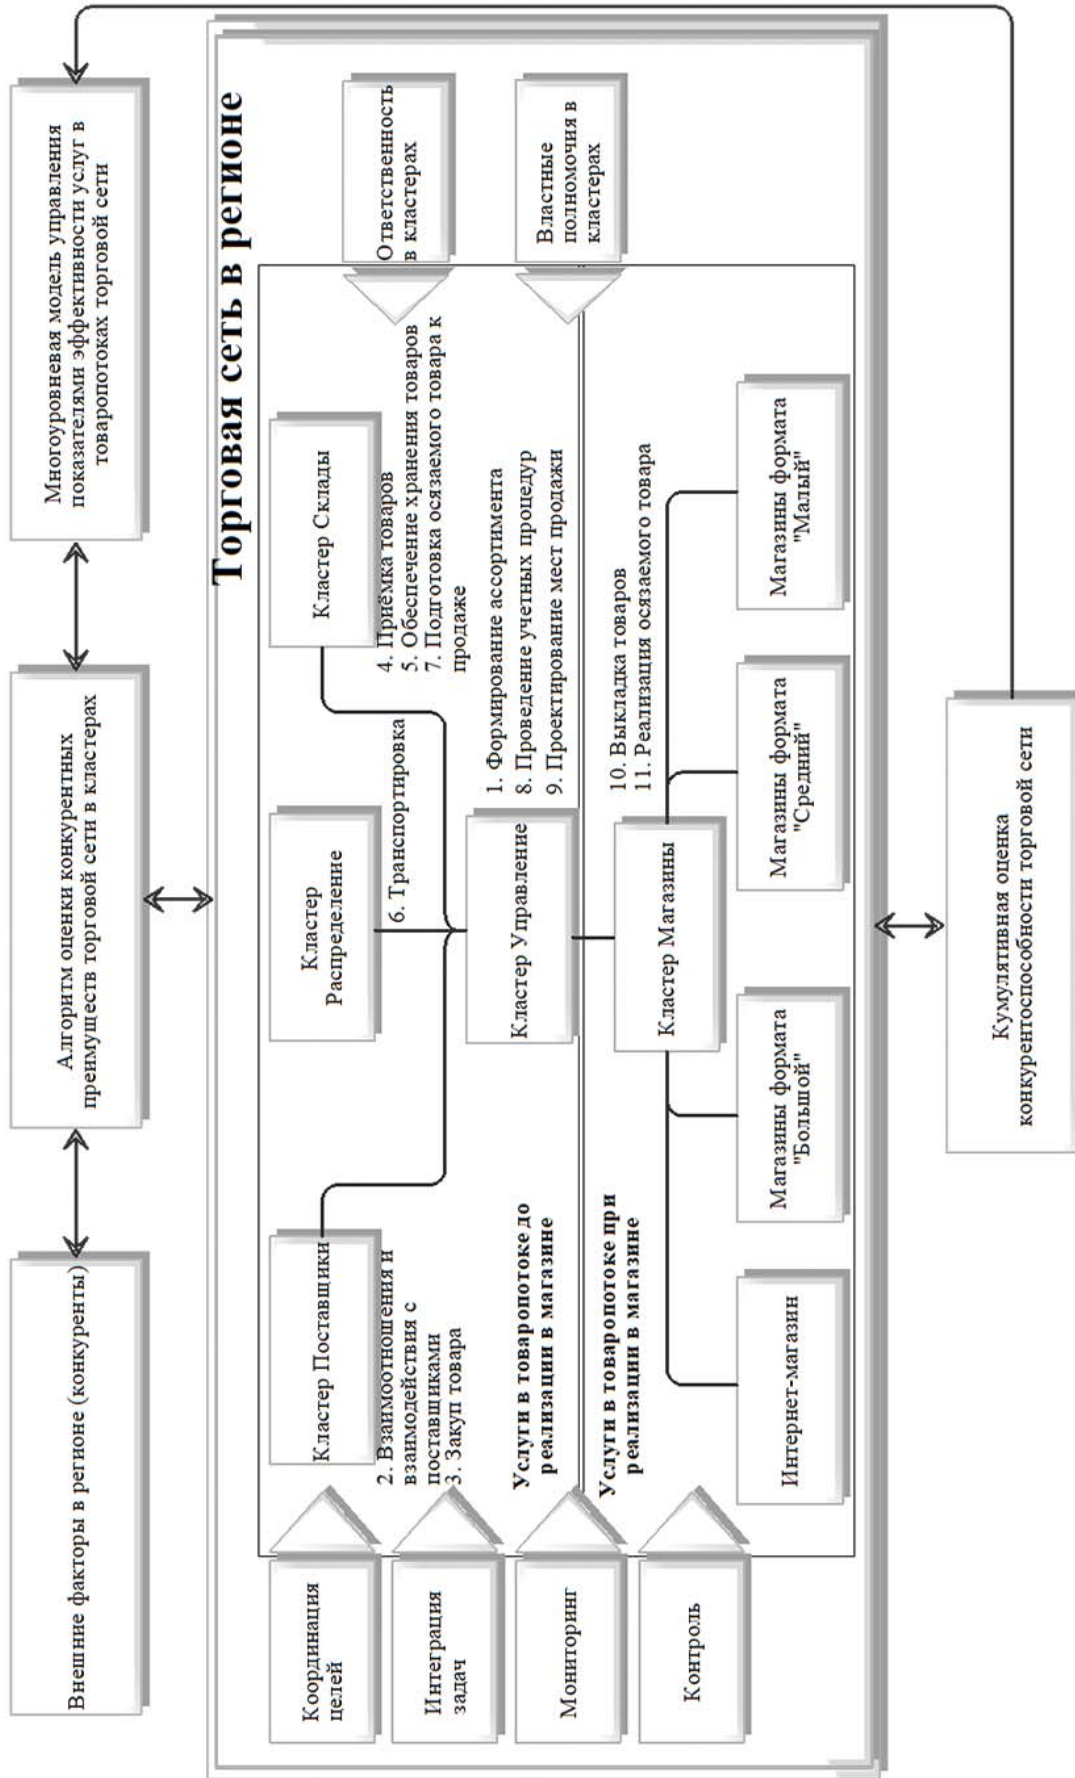 Внешние факторы в регионе (конкуренты)
Алгоритм оценки конкурентных
преимуществ торговой сети в кластерах
Многоуровневая модель управления
показателями эффективности услуг в
товаропотоках торговой сети
Торговая сеть в регионе
Координация
целей
Интеграция
задач
Мониторинг
Контроль
Кластер Поставщики
2. Взаимоотношения и
взаимодействия с
поставщиками
3. Закуп товара
Кластер
Распределение
6. Транспортировка
Кластер Склады
4. Приёмка товаров
5. Обеспечение хранения товаров
7. Подготовка осязаемого товара к
продаже
Ответственность
в кластерах
Властные
полномочия в
кластерах
Кластер Управление
1. Формирование ассортимента
8. Проведение учетных процедур
9. Проектирование мест продажи
Услуги в товаропотоке до
реализации в магазине
Услуги в товаропотоке при
реализации в магазине
Кластер Магазины
10. Выкладка товаров
11. Реализация осязаемого товара
Интернет-магазин
Магазины формата
"Большой"
Магазины формата
"Средний"
Магазины формата
"Малый"
Кумулятивная оценка
конкурентоспособности торговой сети